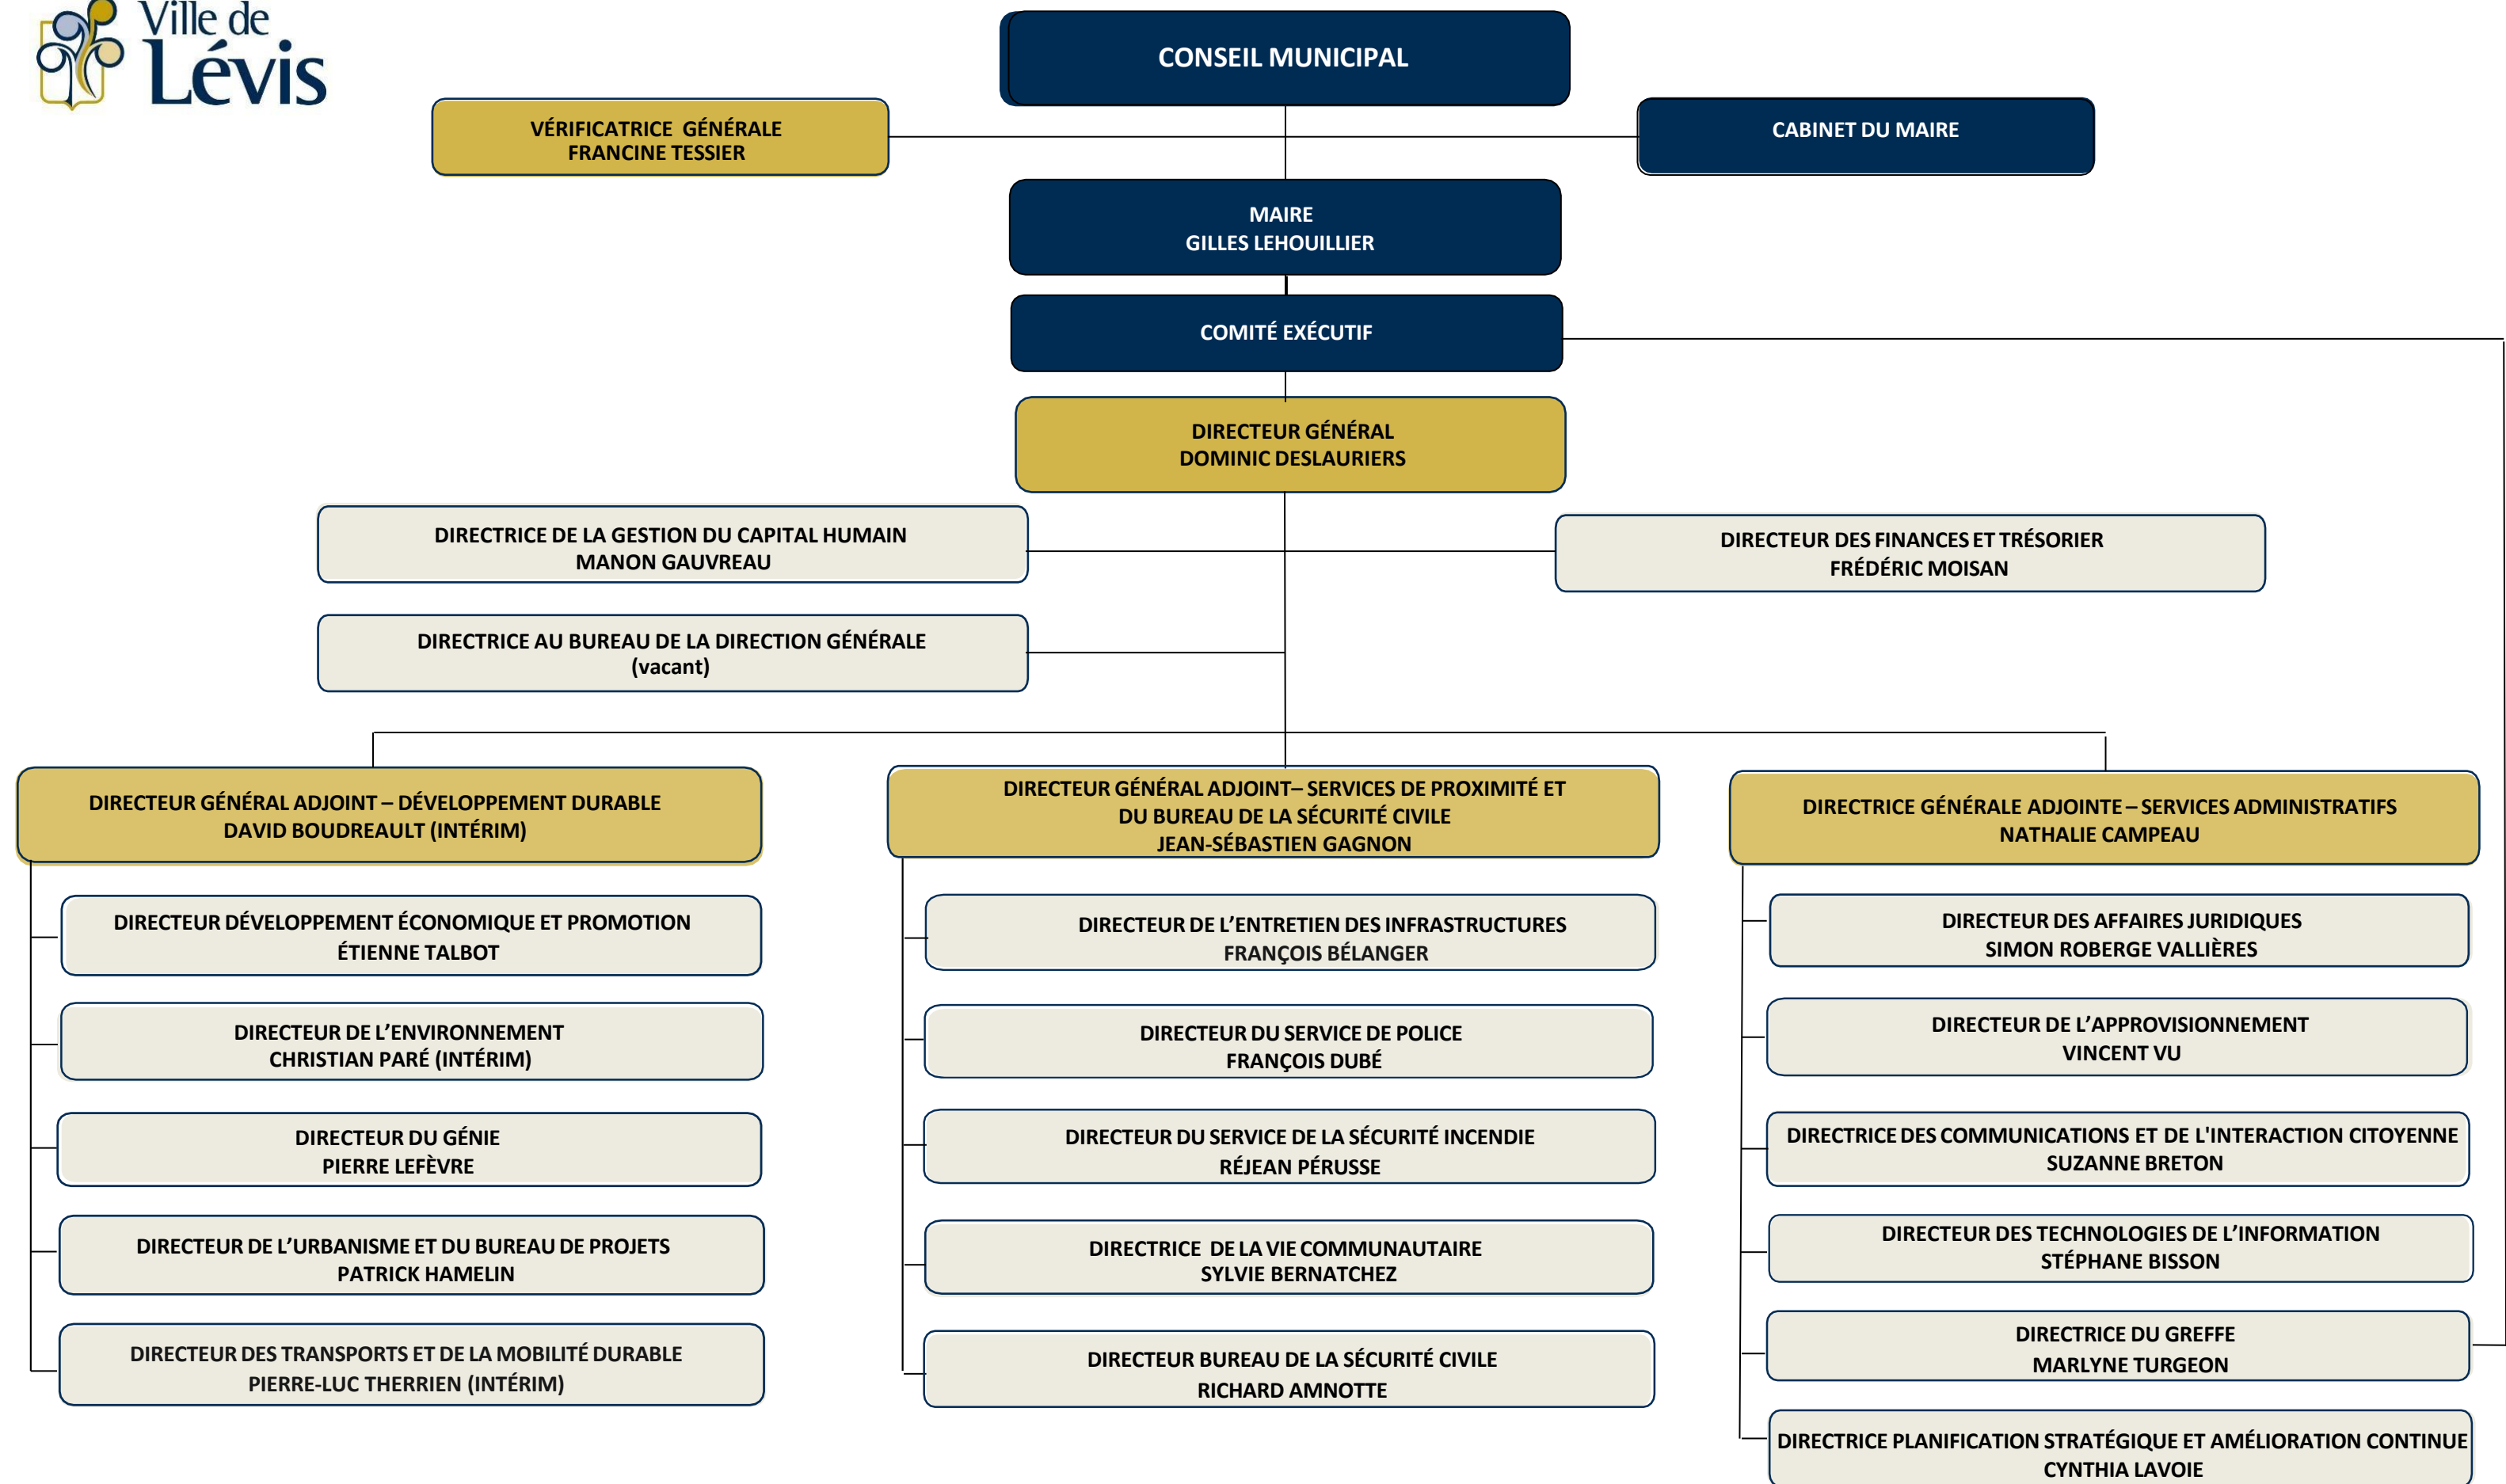 Ville de
Lévis
CONSEIL MUNICIPAL
VÉRIFICATRICE GÉNÉRALE
FRANCINE TESSIER
CABINET DU MAIRE
MAIRE
GILLES LEHOUILLIER
COMITÉ EXÉCUTIF
DIRECTEUR GÉNÉRAL
DOMINIC DESLAURIERS
DIRECTRICE DE LA GESTION DU CAPITAL HUMAIN
MANON GAUVREAU
DIRECTEUR DES FINANCES ET TRÉSORIER
FRÉDÉRIC MOISAN
DIRECTRICE AU BUREAU DE LA DIRECTION GÉNÉRALE
(vacant)
DIRECTEUR GÉNÉRAL ADJOINT – DÉVELOPPEMENT DURABLE
DAVID BOUDREAULT (INTÉRIM)
DIRECTEUR DÉVELOPPEMENT ÉCONOMIQUE ET PROMOTION
ÉTIENNE TALBOT
DIRECTEUR DE L’ENVIRONNEMENT
CHRISTIAN PARÉ (INTÉRIM)
DIRECTEUR DU GÉNIE
PIERRE LEFÈVRE
DIRECTEUR DE L’URBANISME ET DU BUREAU DE PROJETS
PATRICK HAMELIN
DIRECTEUR DES TRANSPORTS ET DE LA MOBILITÉ DURABLE
PIERRE-LUC THERRIEN (INTÉRIM)
DIRECTEUR GÉNÉRAL ADJOINT– SERVICES DE PROXIMITÉ ET
DU BUREAU DE LA SÉCURITÉ CIVILE
JEAN-SÉBASTIEN GAGNON
DIRECTEUR DE L’ENTRETIEN DES INFRASTRUCTURES
FRANÇOIS BÉLANGER
DIRECTEUR DU SERVICE DE POLICE
FRANÇOIS DUBÉ
DIRECTEUR DU SERVICE DE LA SÉCURITÉ INCENDIE
RÉJEAN PÉRUSSE
DIRECTRICE DE LA VIE COMMUNAUTAIRE
SYLVIE BERNATCHEZ
DIRECTEUR BUREAU DE LA SÉCURITÉ CIVILE
RICHARD AMNOTTE
DIRECTRICE GÉNÉRALE ADJOINTE – SERVICES ADMINISTRATIFS
NATHALIE CAMPEAU
DIRECTEUR DES AFFAIRES JURIDIQUES
SIMON ROBERGE VALLIÈRES
DIRECTEUR DE L’APPROVISIONNEMENT
VINCENT VU
DIRECTRICE DES COMMUNICATIONS ET DE L'INTERACTION CITOYENNE
SUZANNE BRETON
DIRECTEUR DES TECHNOLOGIES DE L’INFORMATION
STÉPHANE BISSON
DIRECTRICE DU GREFFE
MARLYNE TURGEON
DIRECTRICE PLANIFICATION STRATÉGIQUE ET AMÉLIORATION CONTINUE
CYNTHIA LAVOIE